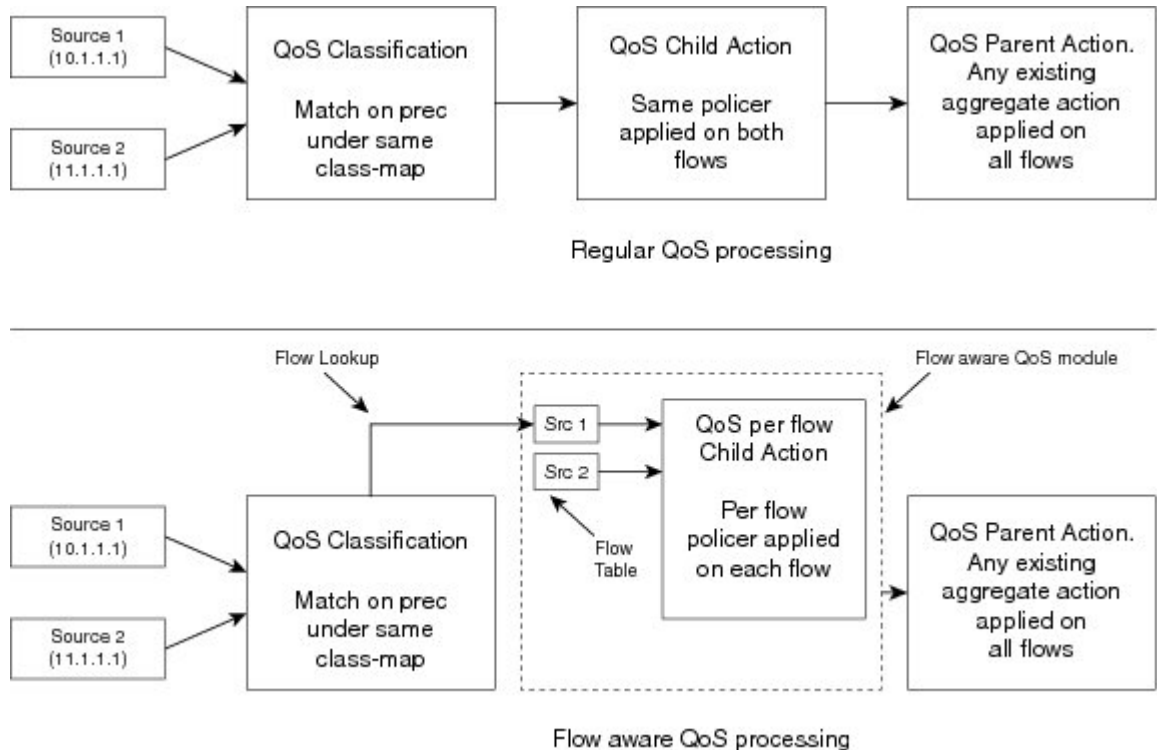 Source 1
(10.1.1.1)
Source 2
(11.1.1.1)
QoS Classification
Match on prec
under same
class-map
QoS Child Action
Same policer
applied on both
flows
QoS Parent Action.
Any existing
aggregate action
applied on
all flows
Regular QoS processing
Flow Lookup
Flow aware QoS module
Src 1
Src 2
Flow
Table
QoS per flow
Child Action
Per flow
policer applied
on each flow
Source 1
(10.1.1.1)
Source 2
(11.1.1.1)
QoS Classification
Match on prec
under same
class-map
QoS Parent Action.
Any existing
aggregate action
applied on
all flows
Flow aware QoS processing